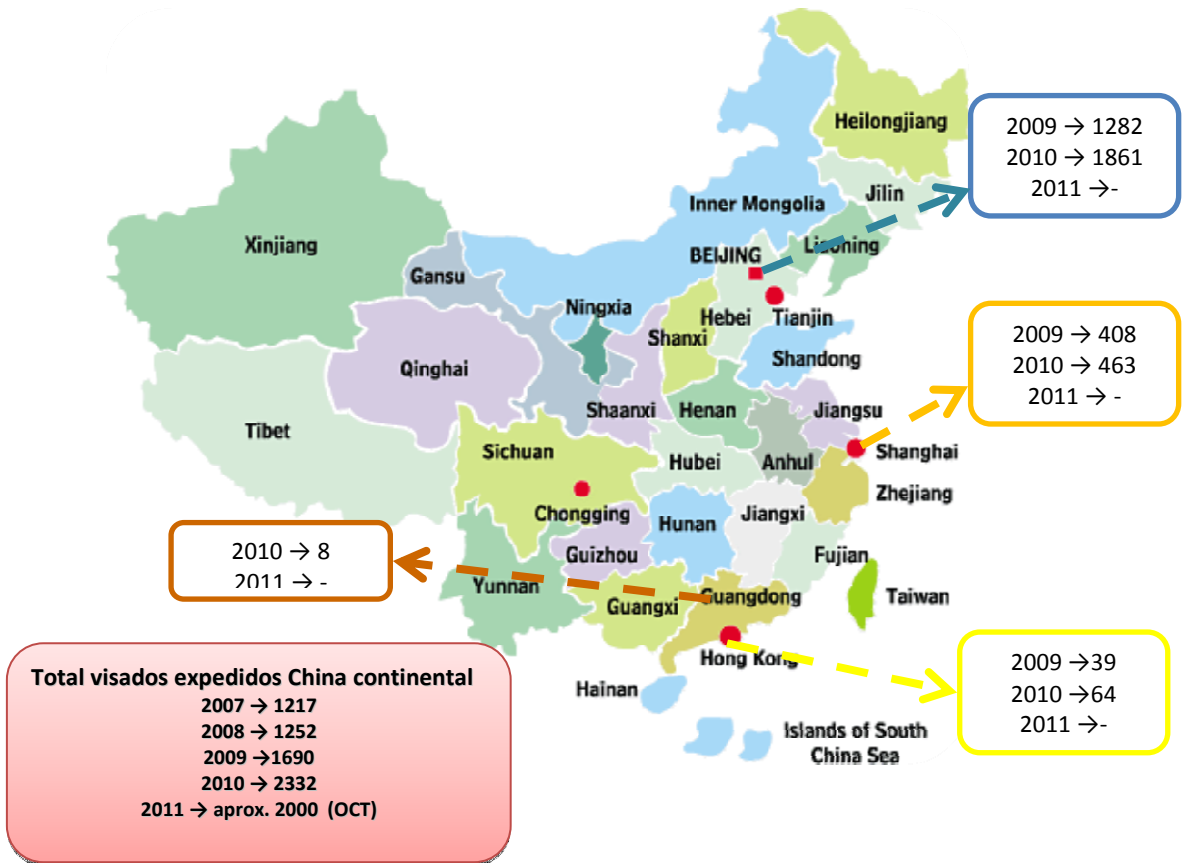 Heilongjiang
2009 → 1282
2010 → 1861
2011 →-
Jilin
Inner Mongolia
Xinjiang
Liaoning
BEIJING
Gansu
Ningxia
Hebei
Tianjin
Shanxi
Shandong
2009 → 408
2010 → 463
2011 → -
Qinghai
Shaanxi
Henan
Jiangsu
Tibet
Sichuan
Hubei
Anhul
Shanghai
Zhejiang
Chongging
Hunan
Jiangxi
2010 → 8
2011 → -
Guizhou
Fujian
Yunnan
Guangxi
Guangdong
Taiwan
Hong Kong
2009 →39
2010 →64
2011 →-
Hainan
Islands of South
China Sea
Total visados expedidos China continental
2007 → 1217
2008 → 1252
2009 →1690
2010 → 2332
2011 → aprox. 2000 (OCT)